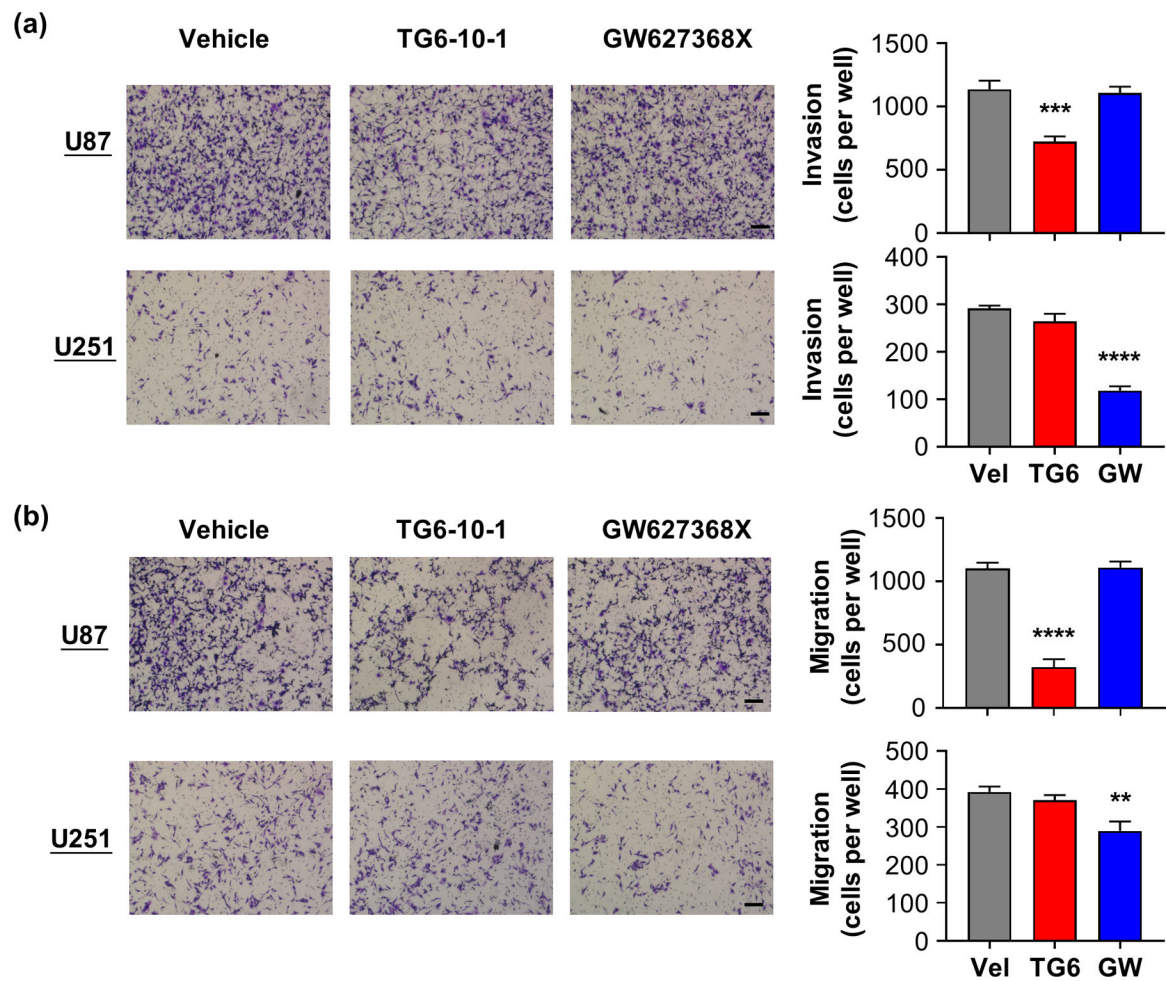 (a)
Vehicle TG6-10-1 GW627368X
U87
U251
Invasion
(cells per well)
1500
1000
500
0
***
Invasion
(cells per well)
400
300
200
100
0
****
Vel TG6 GW
(b)
Vehicle TG6-10-1 GW627368X
U87
U251
Migration
(cells per well)
1500
1000
500
0
****
Migration
(cells per well)
500
400
300
200
100
0
**
Vel TG6 GW